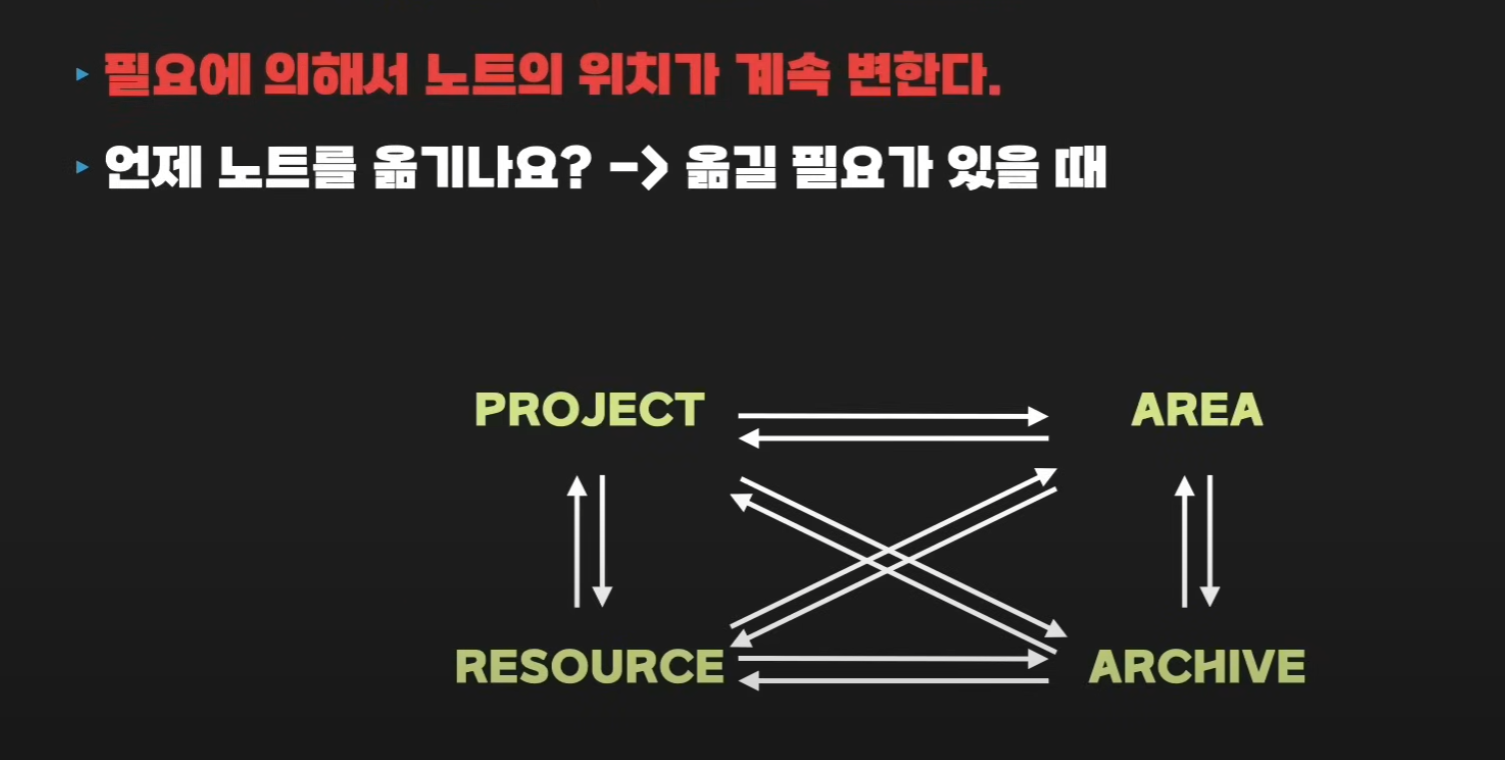 ▸ 필요에 의해서 노트의 위치가 계속 변한다.
▸ 언제 노트를 옮기나요? -> 옮길 필요가 있을 때
PROJECT AREA
RESOURCE ARCHIVE